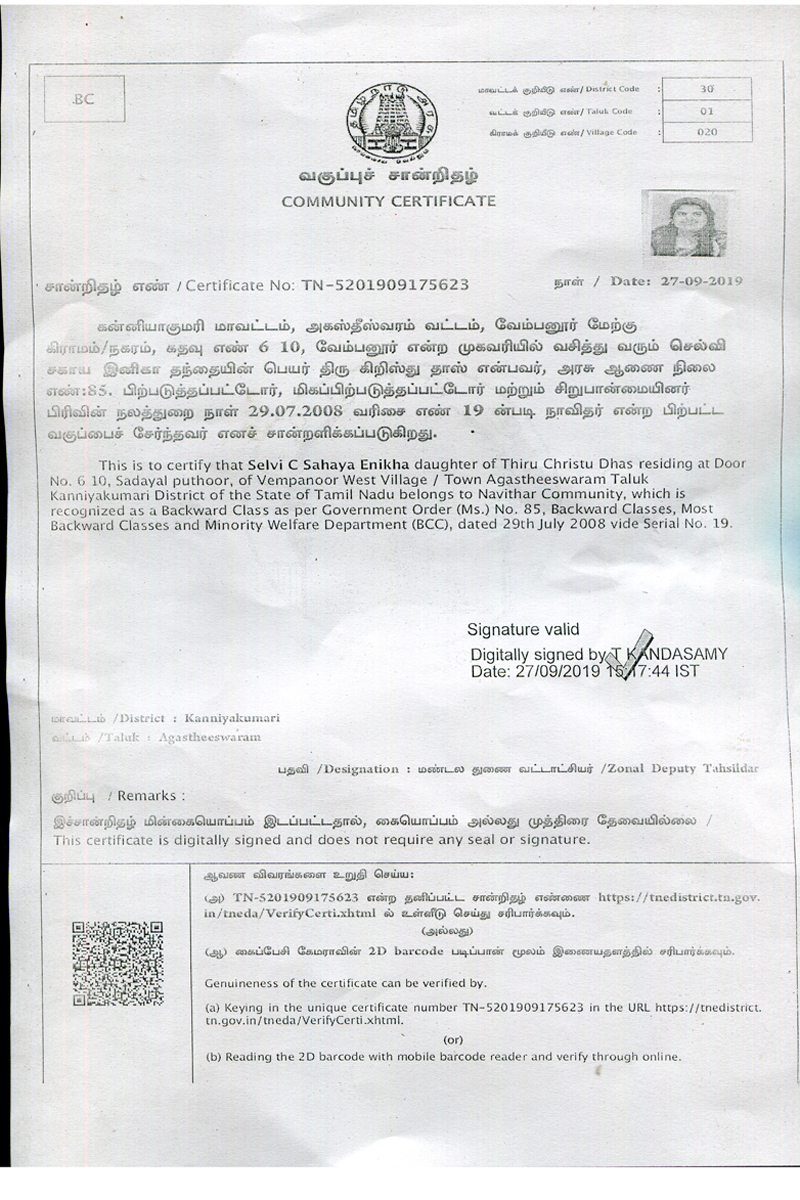 BC
மாவட்டக் குறியீடு எண்/ District Code : 30
வட்டக் குறியீடு எண்/ Taluk Code : 01
கிராமக் குறியீடு எண்/ Village Code : 020
தமிழ்நாடு அரசு
வாய்மையே வெல்லும்
வகுப்புச் சான்றிதழ்
COMMUNITY CERTIFICATE
சான்றிதழ் எண் / Certificate No: TN-5201909175623
நாள் / Date: 27-09-2019
கன்னியாகுமரி மாவட்டம், அகஸ்தீஸ்வரம் வட்டம், வேம்பனூர் மேற்கு
கிராமம்/நகரம், கதவு எண் 6 10, வேம்பனூர் என்ற முகவரியில் வசித்து வரும் செல்வி
சகாய இனிகா தந்தையின் பெயர் திரு கிறிஸ்து தாஸ் என்பவர், அரசு ஆணை நிலை
எண்:85. பிற்படுத்தப்பட்டோர், மிகப்பிற்படுத்தப்பட்டோர் மற்றும் சிறுபான்மையினர்
பிரிவின் நலத்துறை நாள் 29.07.2008 வரிசை எண் 19 ன்படி நாவிதர் என்ற பிற்பட்ட
வகுப்பைச் சேர்ந்தவர் எனச் சான்றளிக்கப்படுகிறது.
This is to certify that Selvi C Sahaya Enikha daughter of Thiru Christu Dhas residing at Door
No. 6 10, Sadayal puthoor, of Vempanoor West Village / Town Agastheeswaram Taluk
Kanniyakumari District of the State of Tamil Nadu belongs to Navithar Community, which is
recognized as a Backward Class as per Government Order (Ms.) No. 85, Backward Classes, Most
Backward Classes and Minority Welfare Department (BCC), dated 29th July 2008 vide Serial No. 19.
Signature valid
Digitally signed by T KANDASAMY
Date: 27/09/2019 15:17:44 IST
மாவட்டம் /District : Kanniyakumari
வட்டம் /Taluk : Agastheeswaram
பதவி /Designation : மண்டல துணை வட்டாட்சியர் /Zonal Deputy Tahsildar
குறிப்பு / Remarks :
இச்சான்றிதழ் மின்கையொப்பம் இடப்பட்டதால், கையொப்பம் அல்லது முத்திரை தேவையில்லை /
This certificate is digitally signed and does not require any seal or signature.
ஆவண விவரங்களை உறுதி செய்ய:
(அ) TN-5201909175623 என்ற தனிப்பட்ட சான்றிதழ் எண்ணை https://tnedistrict.tn.gov.
in/tneda/VerifyCerti.xhtml ல் உள்ளீடு செய்து சரிபார்க்கவும்.
(அல்லது)
(ஆ) கைப்பேசி கேமராவின் 2D barcode படிப்பான் மூலம் இணையதளத்தில் சரிபார்க்கவும்.
Genuineness of the certificate can be verified by.
(a) Keying in the unique certificate number TN-5201909175623 in the URL https://tnedistrict.
tn.gov.in/tneda/VerifyCerti.xhtml.
(or)
(b) Reading the 2D barcode with mobile barcode reader and verify through online.